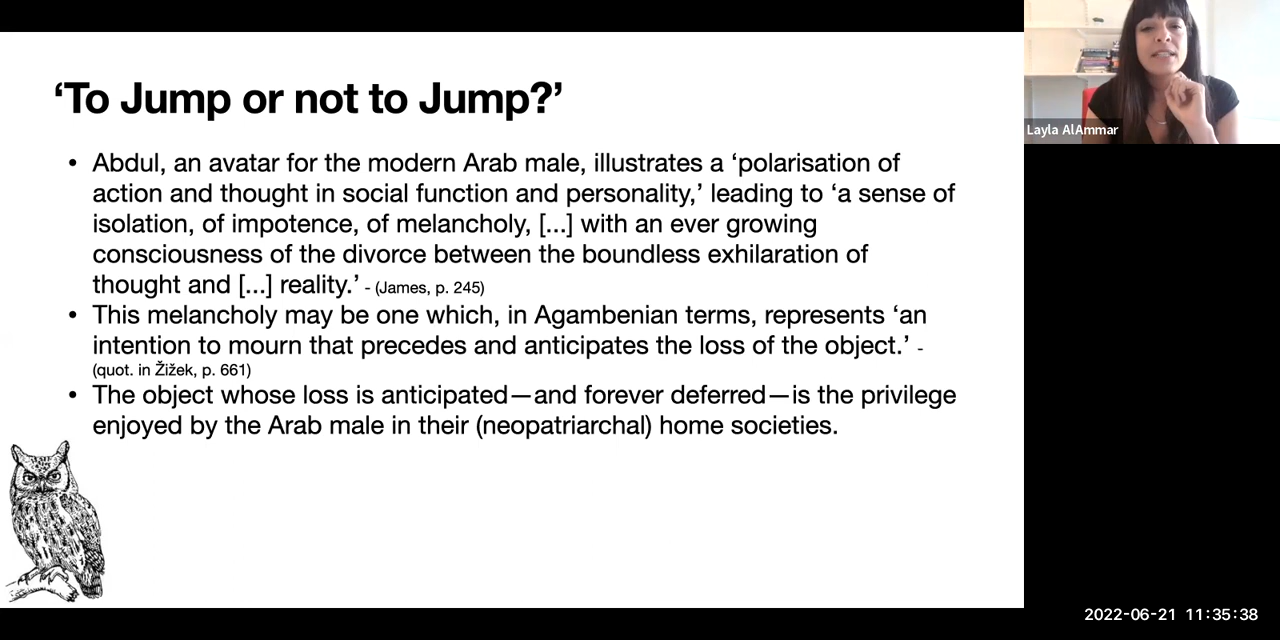 ‘To Jump or not to Jump?’
• Abdul, an avatar for the modern Arab male, illustrates a ‘polarisation of
action and thought in social function and personality,’ leading to ‘a sense of
isolation, of impotence, of melancholy, [...] with an ever growing
consciousness of the divorce between the boundless exhilaration of
thought and [...] reality.’ - (James, p. 245)
• This melancholy may be one which, in Agambenian terms, represents ‘an
intention to mourn that precedes and anticipates the loss of the object.’ -
(quot. in Žižek, p. 661)
• The object whose loss is anticipated—and forever deferred—is the privilege
enjoyed by the Arab male in their (neopatriarchal) home societies.
Layla AlAmmar
2022-06-21 11:35:38